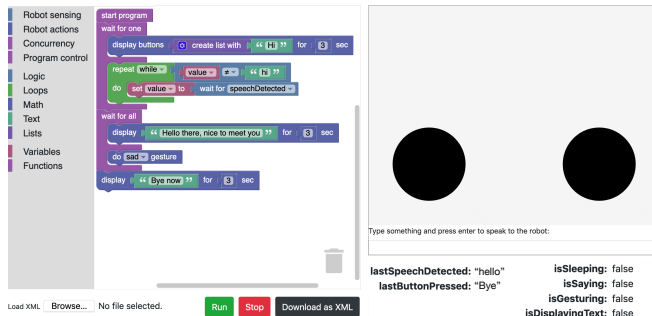 Robot sensing
Robot actions
Concurrency
Program control
Logic
Loops
Math
Text
Lists
Variables
Functions
start program
wait for one
display buttons create list with “ Hi ” for 3 sec
repeat while value ≠ “ hi ”
do set value to wait for speechDetected
wait for all
display “ Hello there, nice to meet you ” for 3 sec
do sad gesture
display “ Bye now ” for 3 sec
Load XML Browse... No file selected. Run Stop Download as XML
Type something and press enter to speak to the robot:
lastSpeechDetected: “hello”
lastButtonPressed: “Bye”
isSleeping: false
isSaying: false
isGesturing: false
isDisplayingText: false